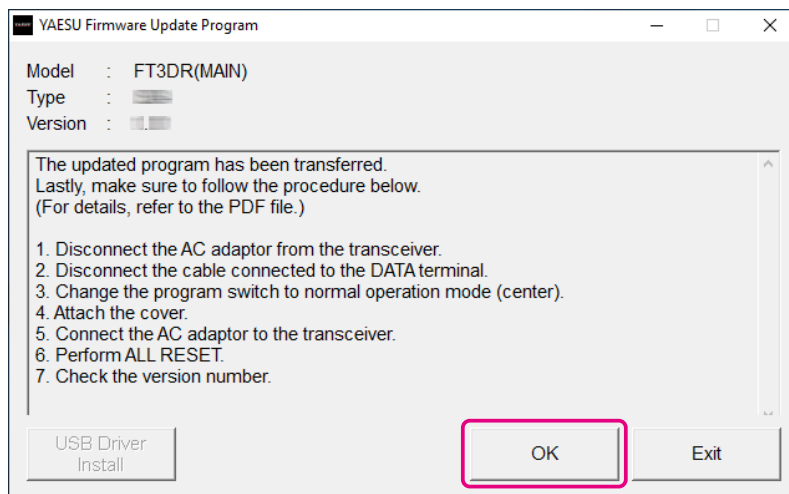 YAESU Firmware Update Program
Model : FT3DR(MAIN)
Type :
Version :
The updated program has been transferred.
Lastly, make sure to follow the procedure below.
(For details, refer to the PDF file.)
1. Disconnect the AC adaptor from the transceiver.
2. Disconnect the cable connected to the DATA terminal.
3. Change the program switch to normal operation mode (center).
4. Attach the cover.
5. Connect the AC adaptor to the transceiver.
6. Perform ALL RESET.
7. Check the version number.
USB Driver
Install
OK
Exit